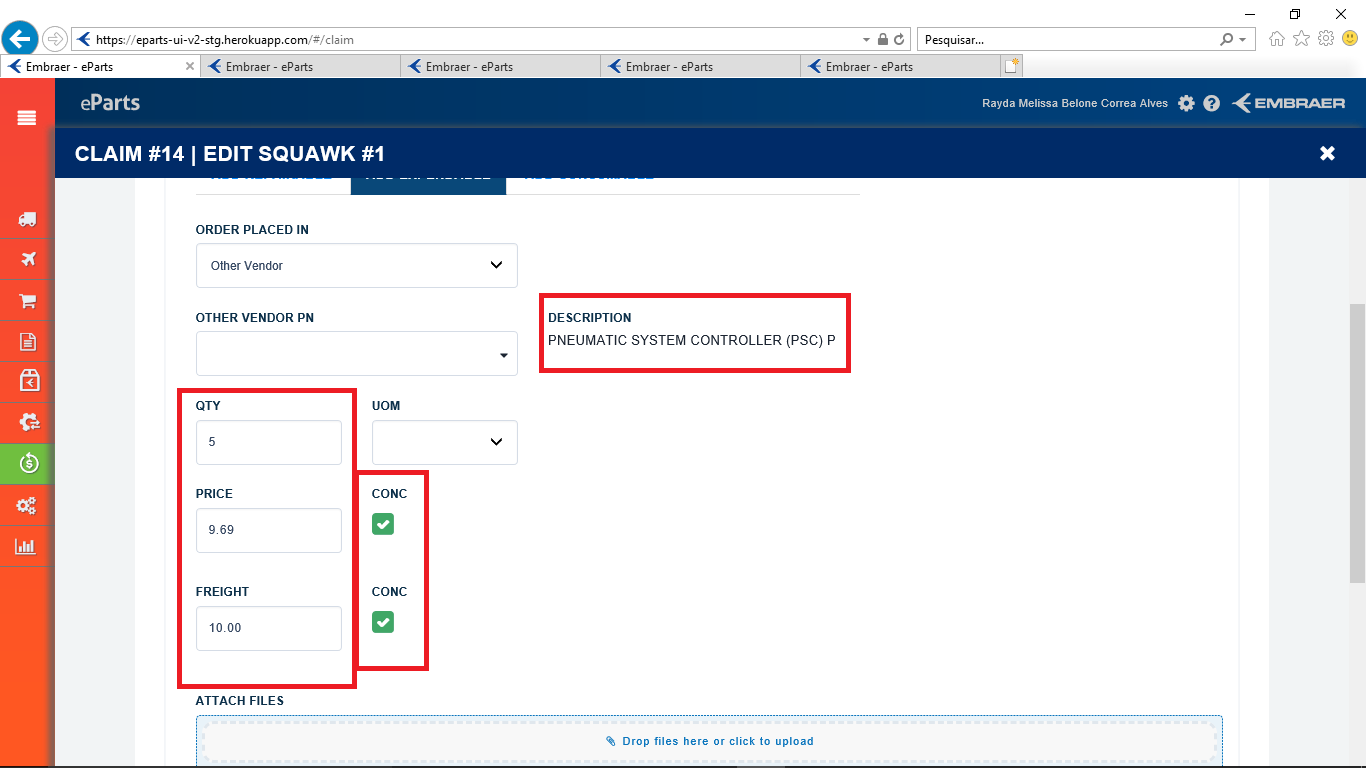 https://eparts-ui-v2-stg.herokuapp.com/#/claim
Pesquisar...
Embraer - eParts
Embraer - eParts
Embraer - eParts
Embraer - eParts
Embraer - eParts
eParts
Rayda Melissa Belone Correa Alves
EMBRAER
CLAIM #14 | EDIT SQUAWK #1
ORDER PLACED IN
Other Vendor
OTHER VENDOR PN
DESCRIPTION
PNEUMATIC SYSTEM CONTROLLER (PSC) P
QTY
UOM
5
PRICE
CONC
9.69
FREIGHT
CONC
10.00
ATTACH FILES
Drop files here or click to upload